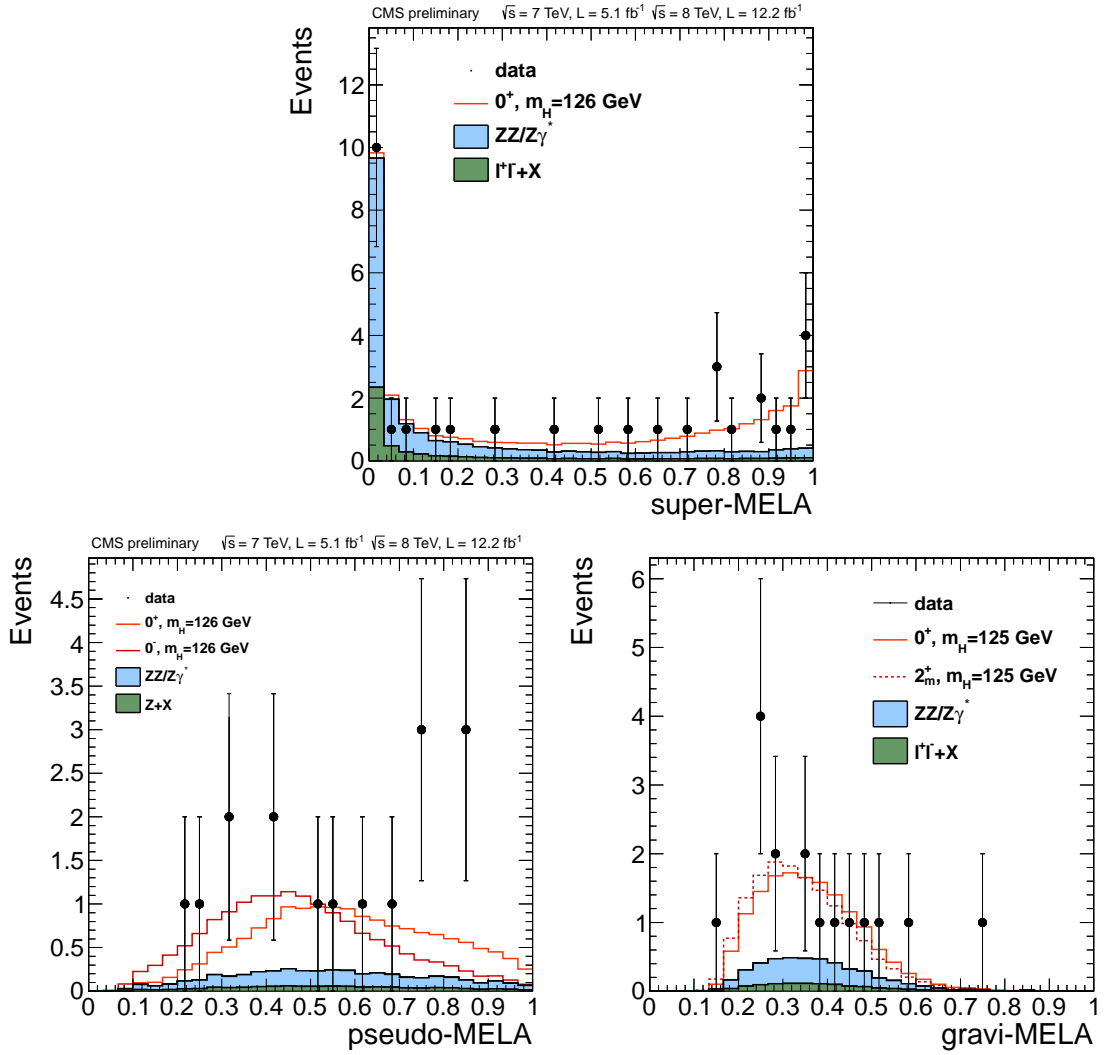 CMS preliminary √s = 7 TeV, L = 5.1 fb⁻¹ √s = 8 TeV, L = 12.2 fb⁻¹
Events
data
0⁺, m_H=126 GeV
ZZ/Zγ*
l⁺l⁻+X
0 2 4 6 8 10 12
0 0.1 0.2 0.3 0.4 0.5 0.6 0.7 0.8 0.9 1
super-MELA
CMS preliminary √s = 7 TeV, L = 5.1 fb⁻¹ √s = 8 TeV, L = 12.2 fb⁻¹
Events
data
0⁺, m_H=126 GeV
0⁻, m_H=126 GeV
ZZ/Zγ*
Z+X
0 0.5 1 1.5 2 2.5 3 3.5 4 4.5
0 0.1 0.2 0.3 0.4 0.5 0.6 0.7 0.8 0.9 1
pseudo-MELA
Events
data
0⁺, m_H=125 GeV
2⁺_m, m_H=125 GeV
ZZ/Zγ*
l⁺l⁻+X
0 1 2 3 4 5 6
0 0.1 0.2 0.3 0.4 0.5 0.6 0.7 0.8 0.9 1
gravi-MELA